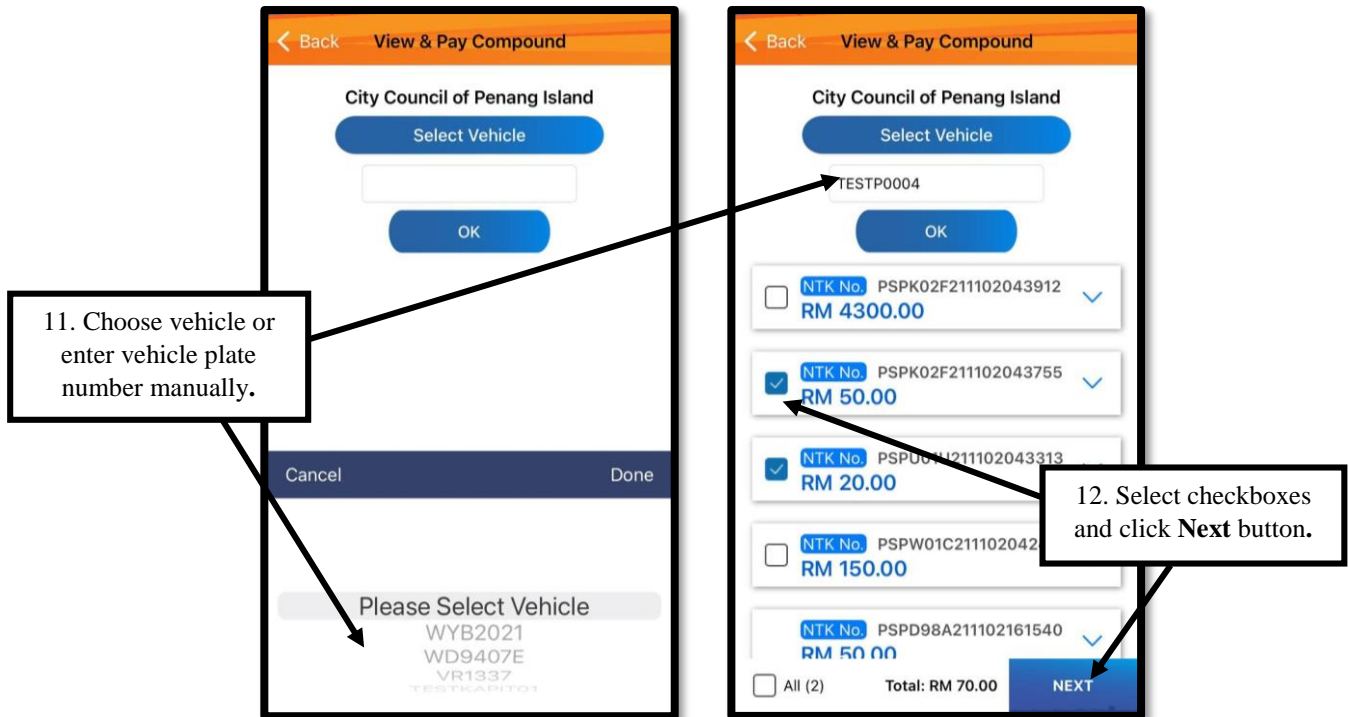 Back View & Pay Compound
City Council of Penang Island
Select Vehicle
OK
Cancel Done
Please Select Vehicle
WYB2021
WD9407E
VR1337
TESTKAPIT01
11. Choose vehicle or
enter vehicle plate
number manually.
Back View & Pay Compound
City Council of Penang Island
Select Vehicle
TESTP0004
OK
NTK No. PSPK02F211102043912
RM 4300.00
NTK No. PSPK02F211102043755
RM 50.00
NTK No. PSPU01U211102043313
RM 20.00
NTK No.
RM 150.00
NTK No. PSPD98A211102161540
RM 50.00
All (2) Total: RM 70.00 NEXT
12. Select checkboxes
and click Next button.